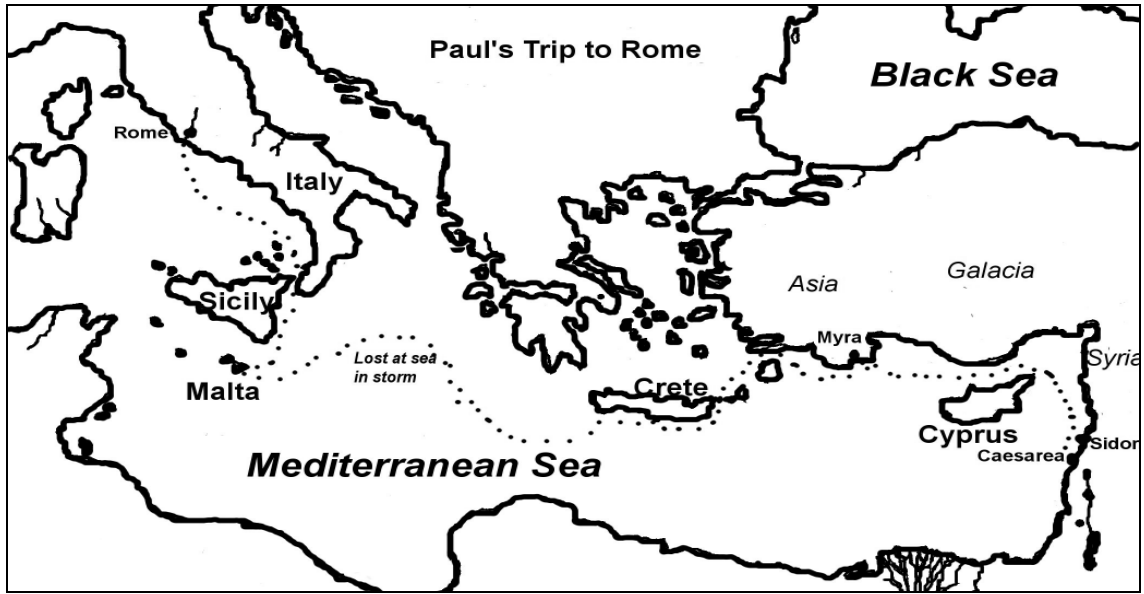 Paul's Trip to Rome
Black Sea
Rome
Italy
Asia
Galacia
Sicily
Myra
Syria
Lost at sea
in storm
Malta
Crete
Cyprus
Sidon
Caesarea
Mediterranean Sea